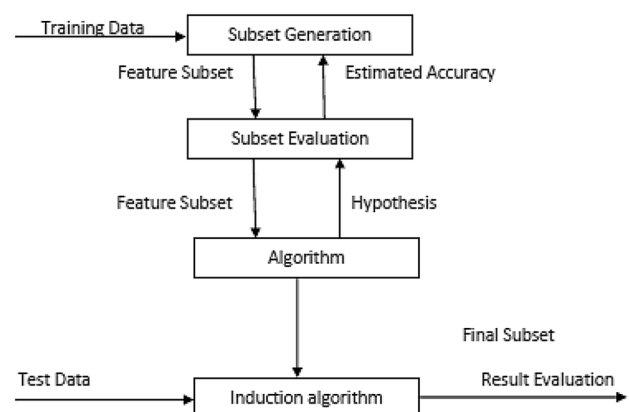 Training Data
Subset Generation
Feature Subset
Estimated Accuracy
Subset Evaluation
Feature Subset
Hypothesis
Algorithm
Final Subset
Test Data
Result Evaluation
Induction algorithm